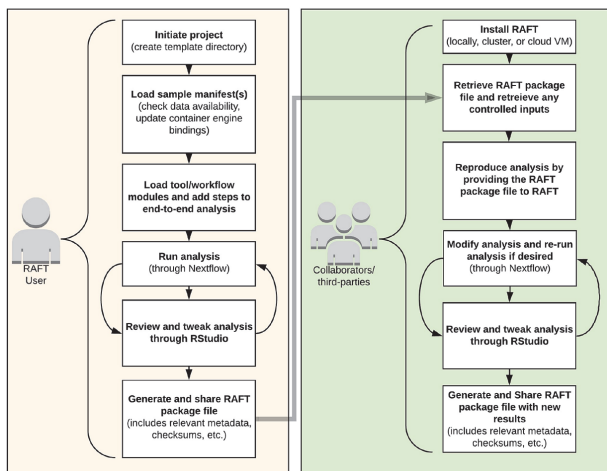 Initiate project
(create template directory)
Load sample manifest(s)
(check data availability,
update container engine
bindings)
Load tool/workflow
modules and add steps to
end-to-end analysis
Run analysis
(through Nextflow)
Review and tweak analysis
through RStudio
Generate and share RAFT
package file
(includes relevant metadata,
checksums, etc.)
RAFT
User
Install RAFT
(locally, cluster, or cloud VM)
Retrieve RAFT package
file and retreieve any
controlled inputs
Reproduce analysis by
providing the RAFT
package file to RAFT
Modify analysis and re-run
analysis if desired
(through Nextflow)
Review and tweak analysis
through RStudio
Generate and Share RAFT
package file with new
results
(includes relevant metadata,
checksums, etc.)
Collaborators/
third-parties